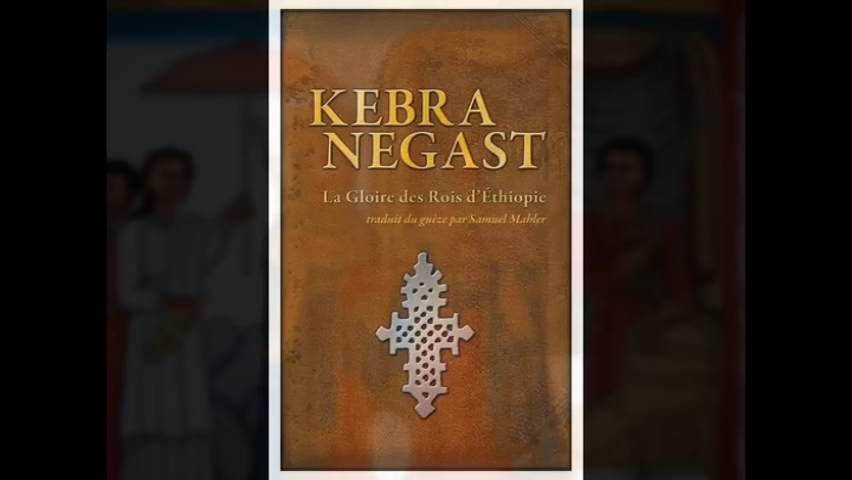 KEBRA
NEGAST
La Gloire des Rois d'Éthiopie
traduit du guèze par Samuel Mahler